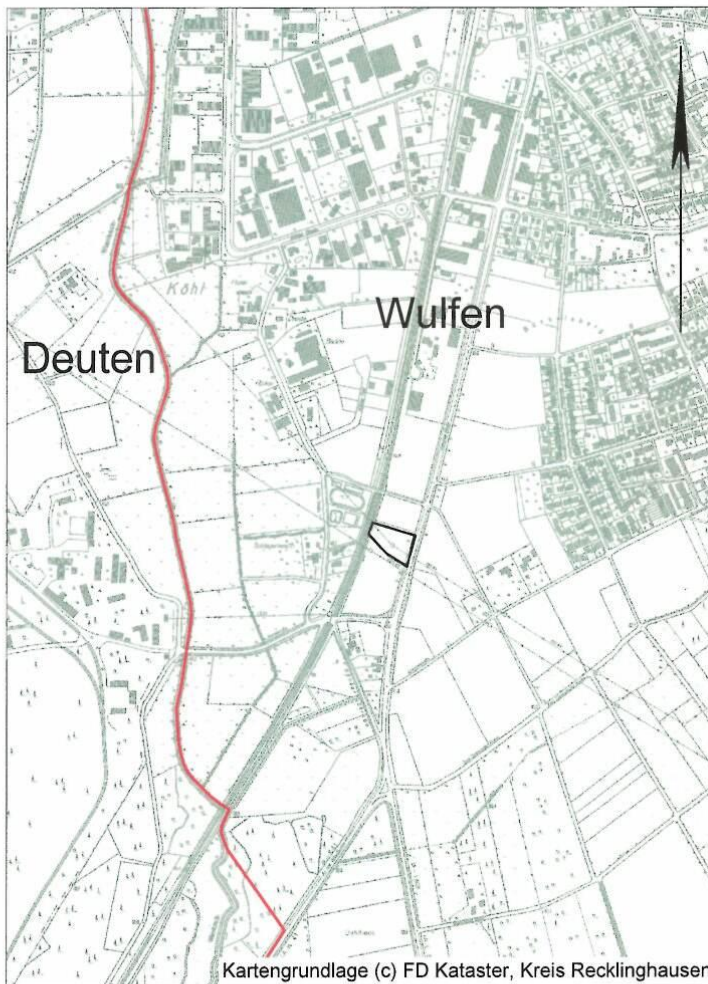 Köhl
Wulfen
Deuten
Kartengrundlage (c) FD Kataster, Kreis Recklinghausen